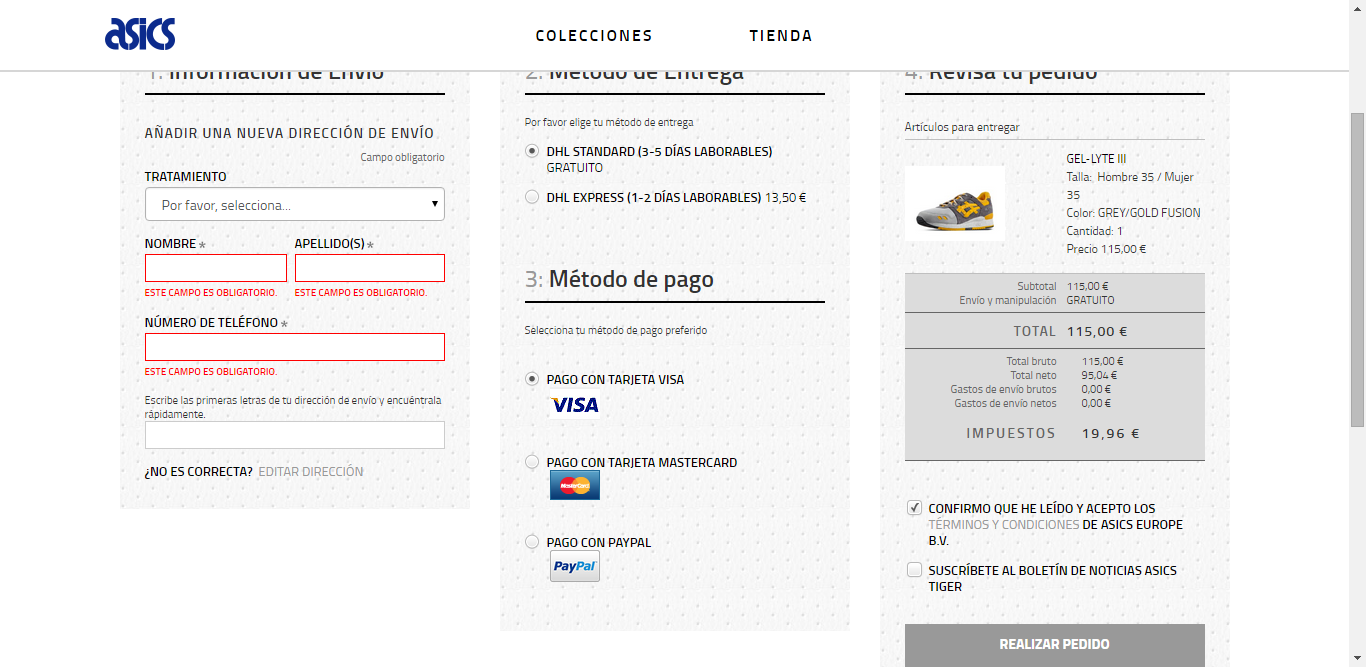 asics
COLECCIONES
TIENDA
1: Información de Envío
AÑADIR UNA NUEVA DIRECCIÓN DE ENVÍO
Campo obligatorio
TRATAMIENTO
Por favor, selecciona...
NOMBRE * APELLIDO(S) *
ESTE CAMPO ES OBLIGATORIO. ESTE CAMPO ES OBLIGATORIO.
NÚMERO DE TELÉFONO *
ESTE CAMPO ES OBLIGATORIO.
Escribe las primeras letras de tu dirección de envío y encuéntrala
rápidamente.
¿NO ES CORRECTA? EDITAR DIRECCIÓN
2: Método de Entrega
Por favor elige tu método de entrega
DHL STANDARD (3-5 DÍAS LABORABLES)
GRATUITO
DHL EXPRESS (1-2 DÍAS LABORABLES) 13,50 €
3: Método de pago
Selecciona tu método de pago preferido
PAGO CON TARJETA VISA
VISA
PAGO CON TARJETA MASTERCARD
MasterCard
PAGO CON PAYPAL
PayPal
4: Revisa tu pedido
Artículos para entregar
GEL-LYTE III
Talla: Hombre 35 / Mujer
35
Color: GREY/GOLD FUSION
Cantidad: 1
Precio 115,00 €
Subtotal 115,00 €
Envío y manipulación GRATUITO
TOTAL 115,00 €
Total bruto 115,00 €
Total neto 95,04 €
Gastos de envío brutos 0,00 €
Gastos de envío netos 0,00 €
IMPUESTOS 19,96 €
CONFIRMO QUE HE LEÍDO Y ACEPTO LOS
TÉRMINOS Y CONDICIONES DE ASICS EUROPE
B.V.
SUSCRÍBETE AL BOLETÍN DE NOTICIAS ASICS
TIGER
REALIZAR PEDIDO